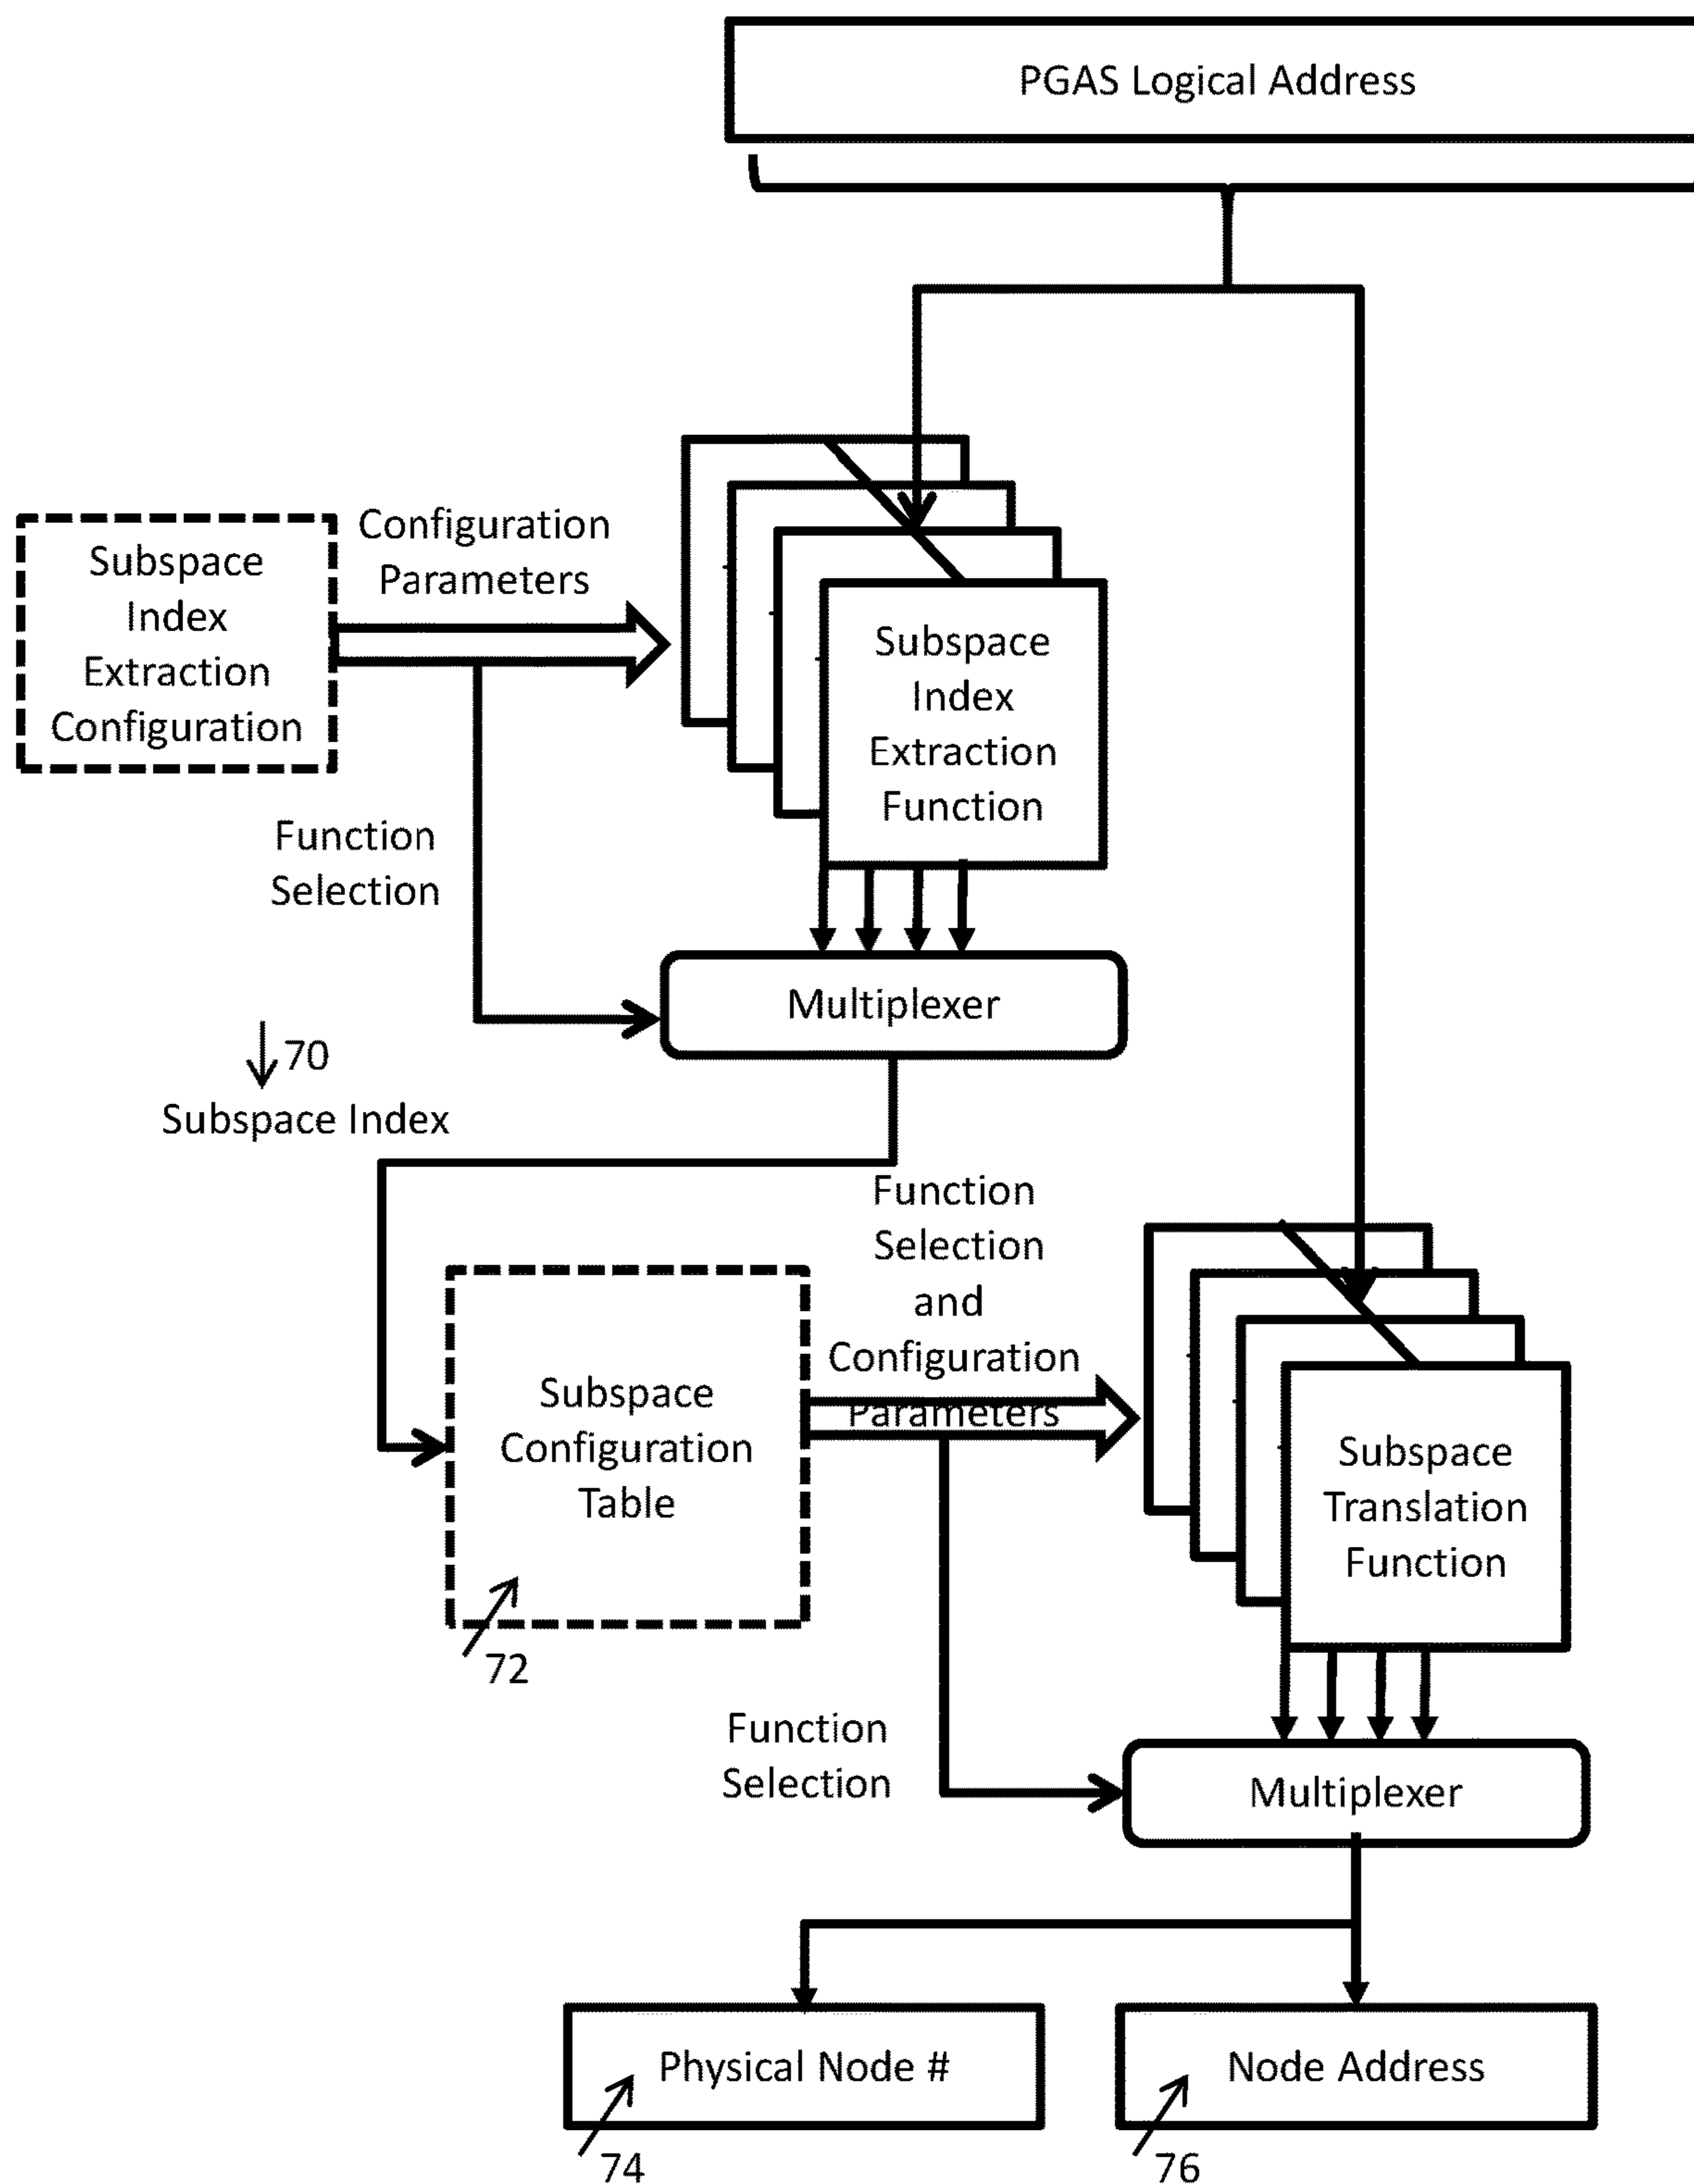 PGAS Logical Address
Configuration
Parameters
Subspace
Index
Extraction
Configuration
Subspace
Index
Extraction
Function
Function
Selection
Multiplexer
70
Subspace Index
Function
Selection
and
Configuration
Parameters
Subspace
Configuration
Table
72
Subspace
Translation
Function
Function
Selection
Multiplexer
Physical Node #
Node Address
74
76